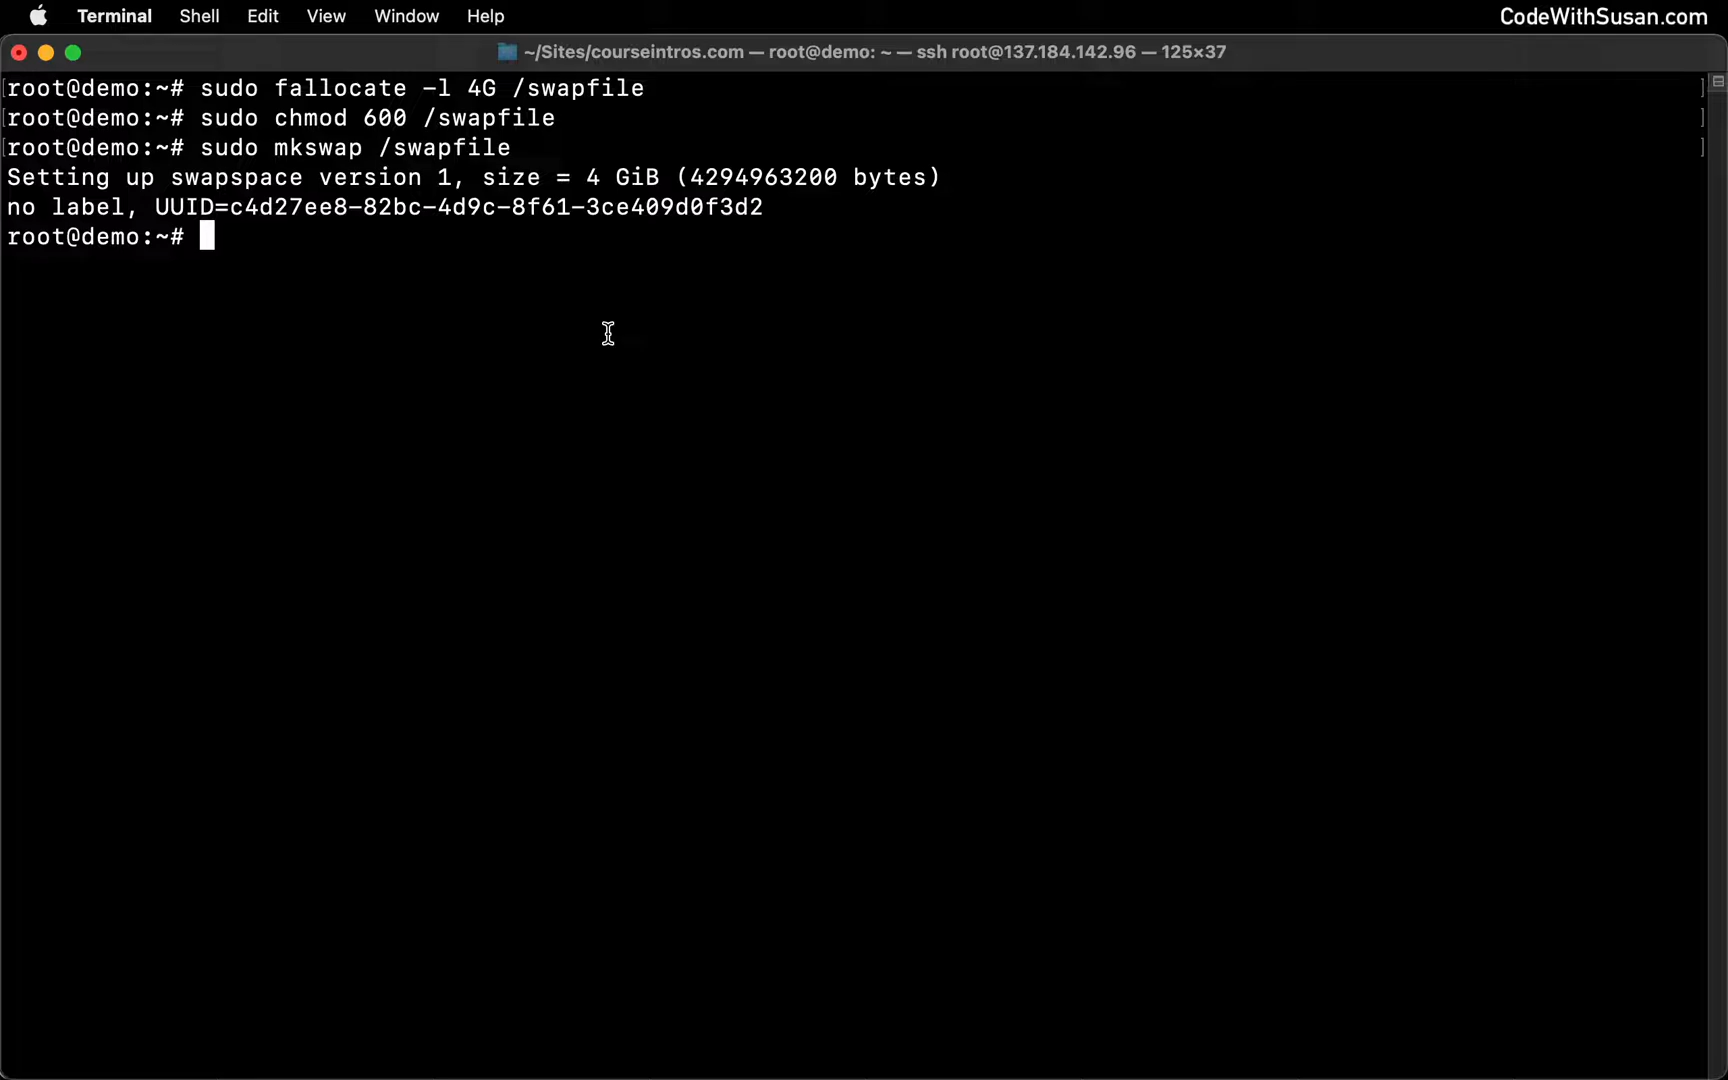 Terminal Shell Edit View Window Help CodeWithSusan.com
~/Sites/courseintros.com — root@demo: ~ — ssh root@137.184.142.96 — 125×37
[root@demo:~# sudo fallocate -l 4G /swapfile ]
[root@demo:~# sudo chmod 600 /swapfile ]
[root@demo:~# sudo mkswap /swapfile ]
Setting up swapspace version 1, size = 4 GiB (4294963200 bytes)
no label, UUID=c4d27ee8-82bc-4d9c-8f61-3ce409d0f3d2
root@demo:~#